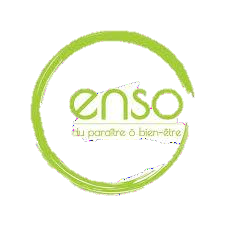 enso
du paraître ô bien-être